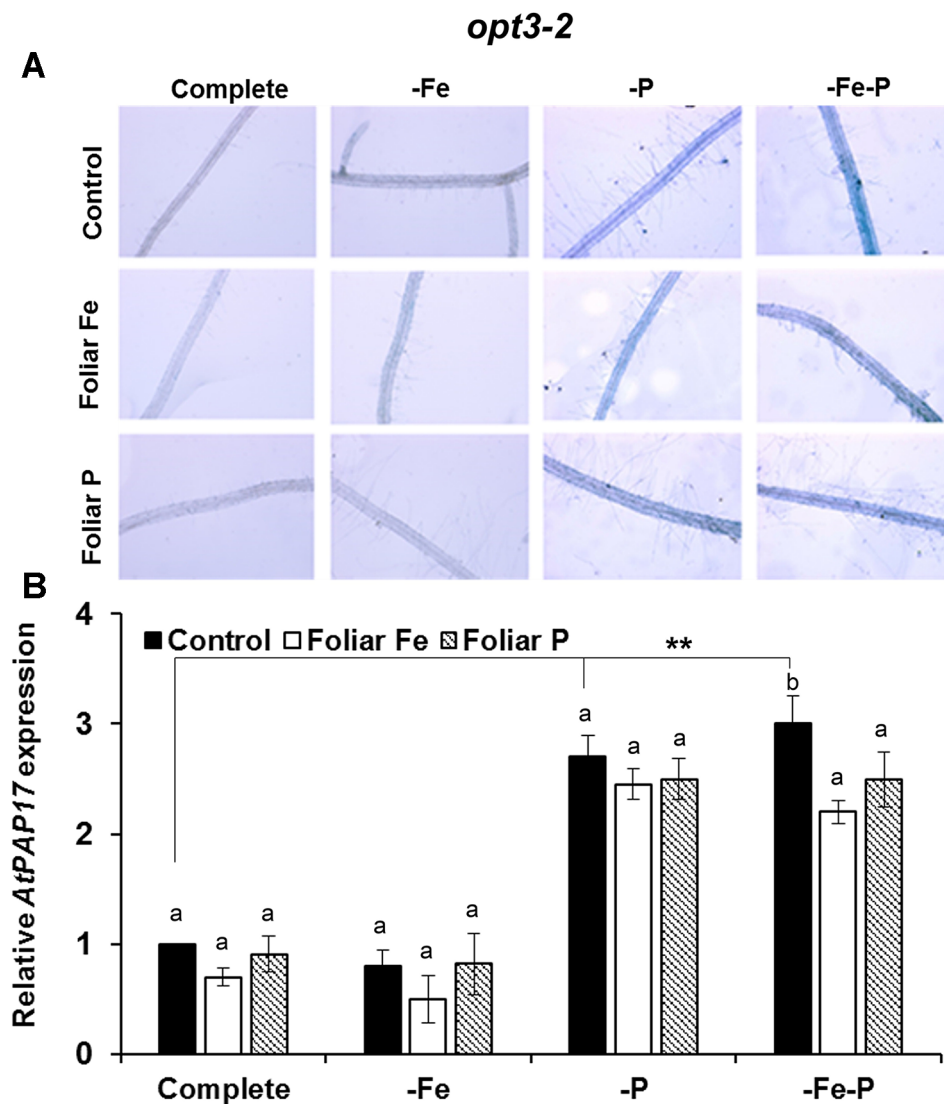 opt3-2
A
Complete -Fe -P -Fe-P
Control
Foliar Fe
Foliar P
B
Relative AtPAP17 expression
4
3
2
1
0
Control Foliar Fe Foliar P
**
a a a
a a a
a a a
b a a
Complete -Fe -P -Fe-P